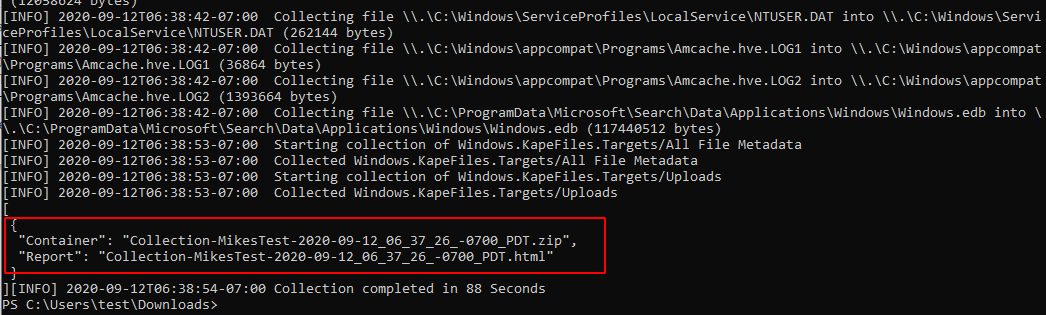 (12058624 bytes)
[INFO] 2020-09-12T06:38:42-07:00  Collecting file \\.\C:\Windows\ServiceProfiles\LocalService\NTUSER.DAT into \\.\C:\Windows\Servi
ceProfiles\LocalService\NTUSER.DAT (262144 bytes)
[INFO] 2020-09-12T06:38:42-07:00  Collecting file \\.\C:\Windows\appcompat\Programs\Amcache.hve.LOG1 into \\.\C:\Windows\appcompat
\Programs\Amcache.hve.LOG1 (36864 bytes)
[INFO] 2020-09-12T06:38:42-07:00  Collecting file \\.\C:\Windows\appcompat\Programs\Amcache.hve.LOG2 into \\.\C:\Windows\appcompat
\Programs\Amcache.hve.LOG2 (1393664 bytes)
[INFO] 2020-09-12T06:38:42-07:00  Collecting file \\.\C:\ProgramData\Microsoft\Search\Data\Applications\Windows\Windows.edb into \
\.\C:\ProgramData\Microsoft\Search\Data\Applications\Windows\Windows.edb (117440512 bytes)
[INFO] 2020-09-12T06:38:53-07:00  Starting collection of Windows.KapeFiles.Targets/All File Metadata
[INFO] 2020-09-12T06:38:53-07:00  Collected Windows.KapeFiles.Targets/All File Metadata
[INFO] 2020-09-12T06:38:53-07:00  Starting collection of Windows.KapeFiles.Targets/Uploads
[INFO] 2020-09-12T06:38:53-07:00  Collected Windows.KapeFiles.Targets/Uploads
[
 {
  "Container": "Collection-MikesTest-2020-09-12_06_37_26_-0700_PDT.zip",
  "Report": "Collection-MikesTest-2020-09-12_06_37_26_-0700_PDT.html"
 }
][INFO] 2020-09-12T06:38:54-07:00 Collection completed in 88 Seconds
PS C:\Users\test\Downloads>